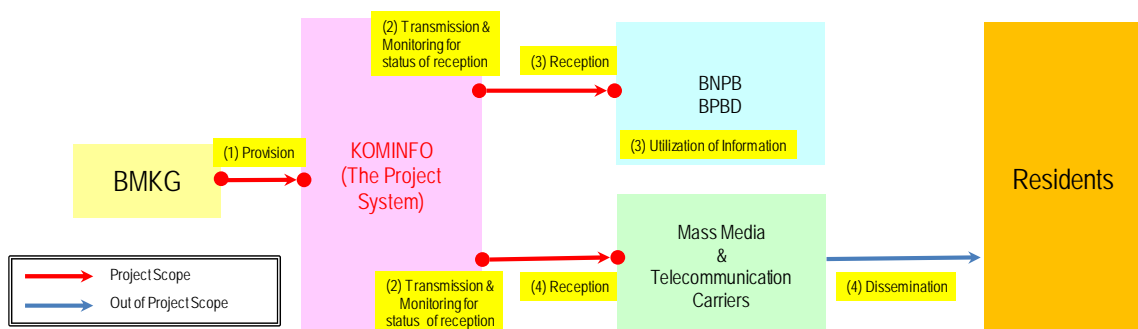 (2) Transmission &
Monitoring for
status of reception
(3) Reception
BNPB
BPBD
(3) Utilization of Information
(1) Provision
BMKG
KOMINFO
(The Project
System)
Residents
Mass Media
&
Telecommunication
Carriers
(2) Transmission &
Monitoring for
status of reception
(4) Reception
(4) Dissemination
Project Scope
Out of Project Scope